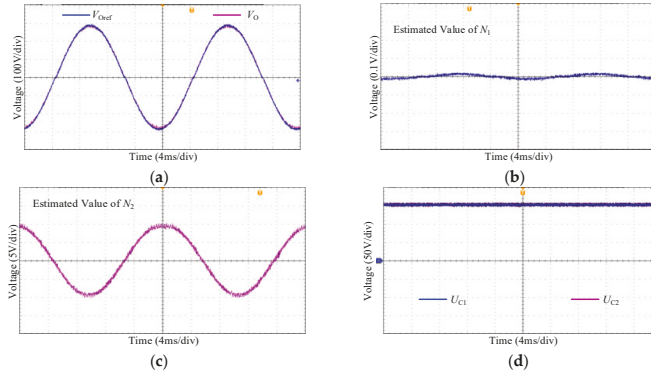 V_Oref V_O
Voltage (100V/div)
Time (4ms/div)
(a)
Estimated Value of N_1
Voltage (0.1V/div)
Time (4ms/div)
(b)
Estimated Value of N_2
Voltage (5V/div)
Time (4ms/div)
(c)
Voltage (50V/div)
U_C1 U_C2
Time (4ms/div)
(d)